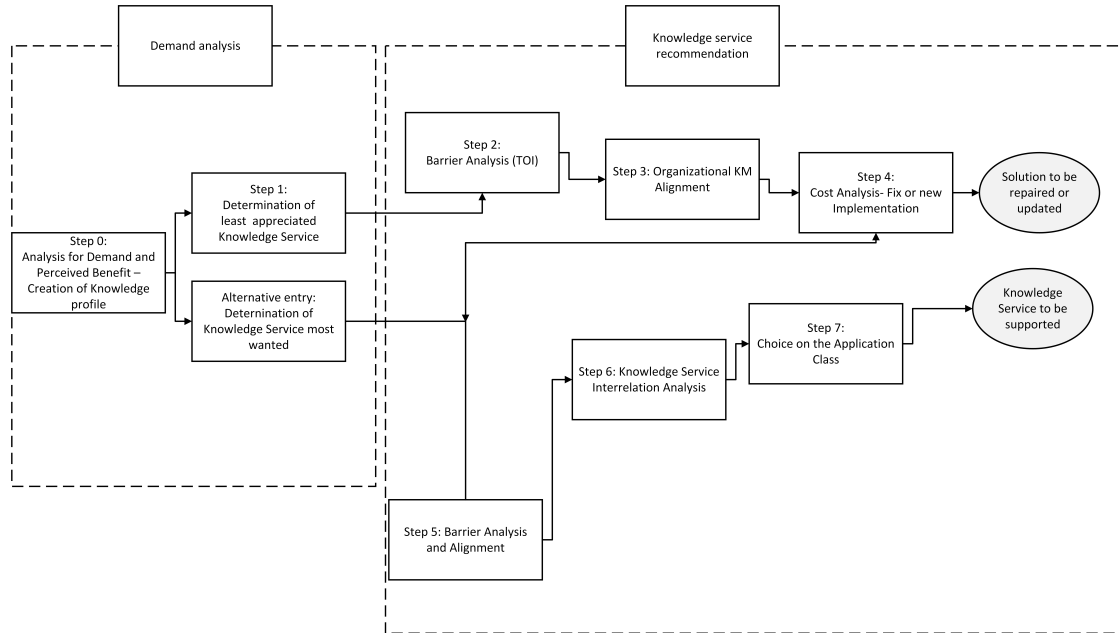 Demand analysis
Knowledge service
recommendation
Step 0:
Analysis for Demand and
Perceived Benefit –
Creation of Knowledge
profile
Step 1:
Determination of
least appreciated
Knowledge Service
Alternative entry:
Determination of
Knowledge Service most
wanted
Step 2:
Barrier Analysis (TOI)
Step 3: Organizational KM
Alignment
Step 4:
Cost Analysis- Fix or new
Implementation
Solution to be
repaired or
updated
Step 5: Barrier Analysis
and Alignment
Step 6: Knowledge Service
Interrelation Analysis
Step 7:
Choice on the Application
Class
Knowledge
Service to be
supported